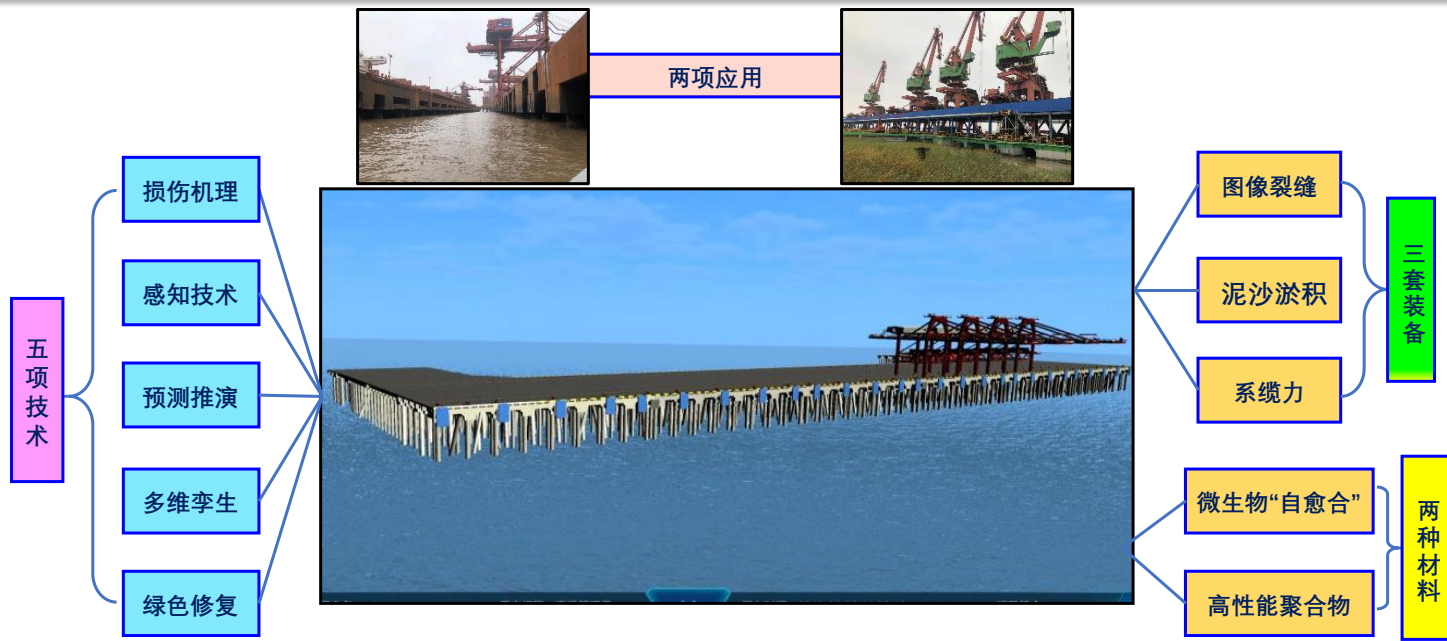 两项应用
五项技术
损伤机理
感知技术
预测推演
多维孪生
绿色修复
图像裂缝
泥沙淤积
系缆力
三套装备
微生物“自愈合”
高性能聚合物
两种材料